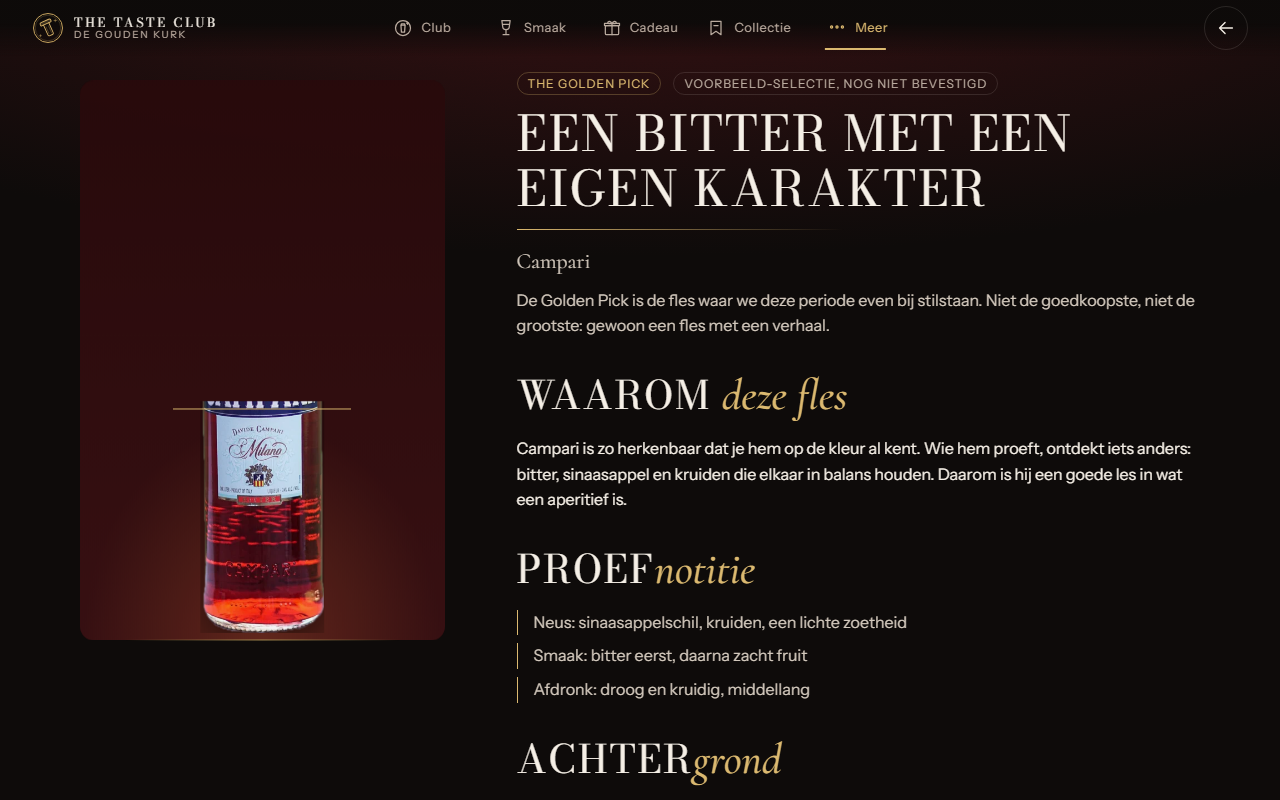 THE TASTE CLUB
DE GOUDEN KURK
Club
Smaak
Cadeau
Collectie
Meer
THE GOLDEN PICK
VOORBEELD-SELECTIE, NOG NIET BEVESTIGD
EEN BITTER MET EEN
EIGEN KARAKTER
Campari
De Golden Pick is de fles waar we deze periode even bij stilstaan. Niet de goedkoopste, niet de
grootste: gewoon een fles met een verhaal.
WAAROM deze fles
Campari is zo herkenbaar dat je hem op de kleur al kent. Wie hem proeft, ontdekt iets anders:
bitter, sinaasappel en kruiden die elkaar in balans houden. Daarom is hij een goede les in wat
een aperitief is.
PROEFnotitie
Neus: sinaasappelschil, kruiden, een lichte zoetheid
Smaak: bitter eerst, daarna zacht fruit
Afdronk: droog en kruidig, middellang
ACHTERgrond
DAVIDE CAMPARI
Milano
CAMPARI